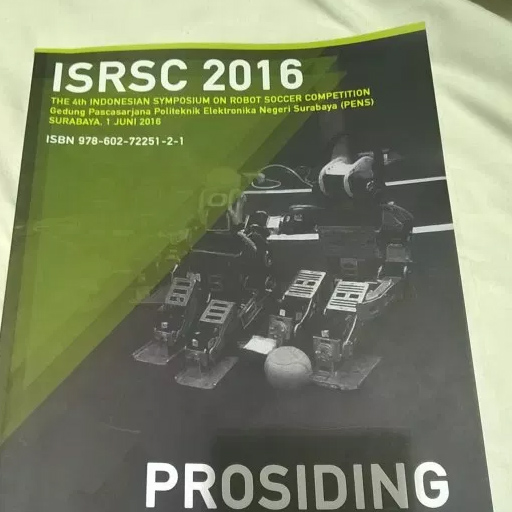 ISRSC 2016
THE 4th INDONESIAN SYMPOSIUM ON ROBOT SOCCER COMPETITION
Gedung Pascasarjana Politeknik Elektronika Negeri Surabaya (PENS)
SURABAYA, 1 JUNI 2016
ISBN 978-602-72251-2-1
PROSIDING